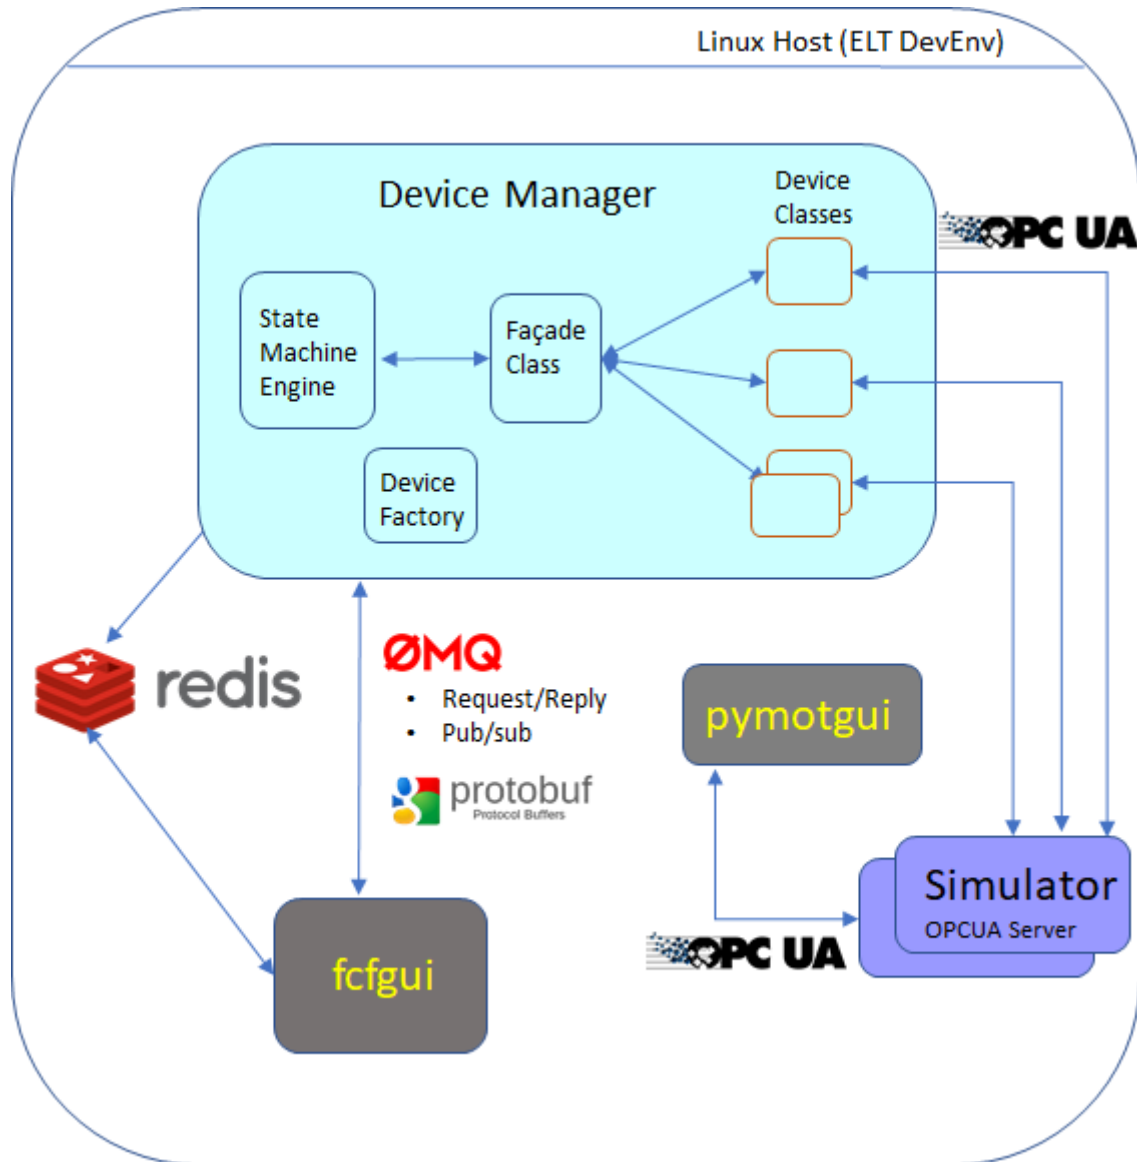 Linux Host (ELT DevEnv)
Device Manager
Device
Classes
OPC UA
State
Machine
Engine
Façade
Class
Device
Factory
redis
ØMQ
• Request/Reply
• Pub/sub
protobuf
Protocol Buffers
pymotgui
Simulator
OPCUA Server
OPC UA
fcfgui